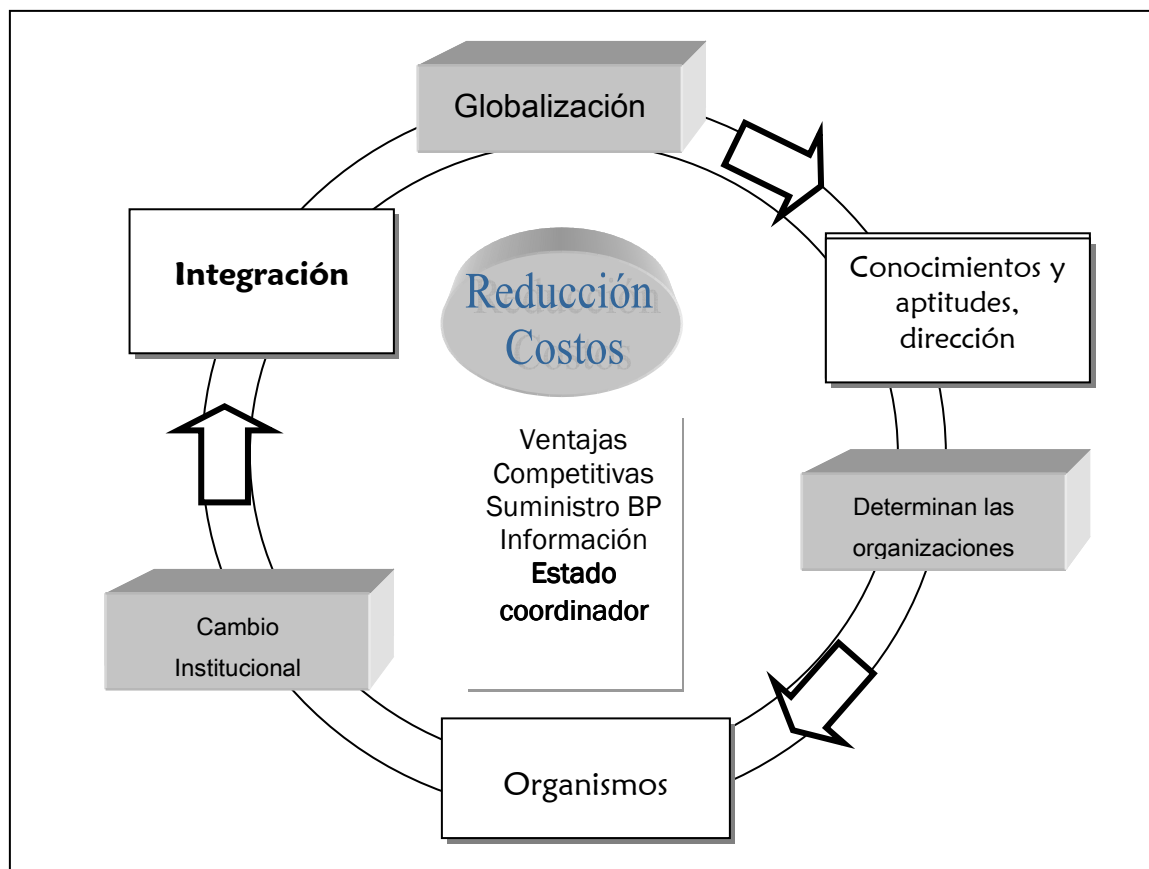 Globalización
Integración
Reducción
Costos
Conocimientos y
aptitudes,
dirección
Ventajas
Competitivas
Suministro BP
Información
Estado
coordinador
Determinan las
organizaciones
Cambio
Institucional
Organismos